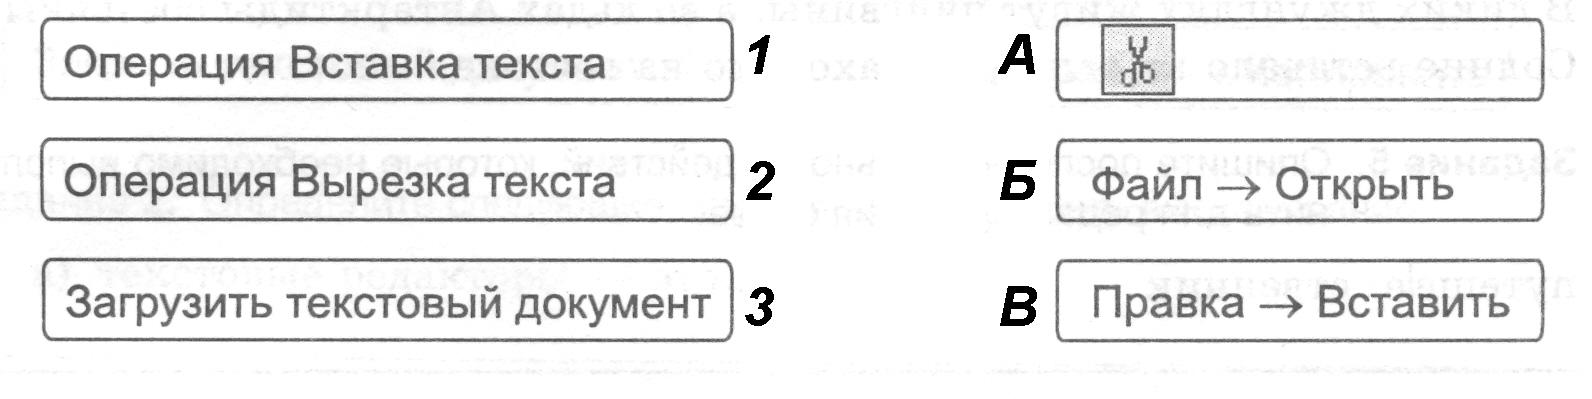 Операция Вставка текста 1
А
Операция Вырезка текста 2
Б Файл → Открыть
Загрузить текстовый документ 3
В Правка → Вставить